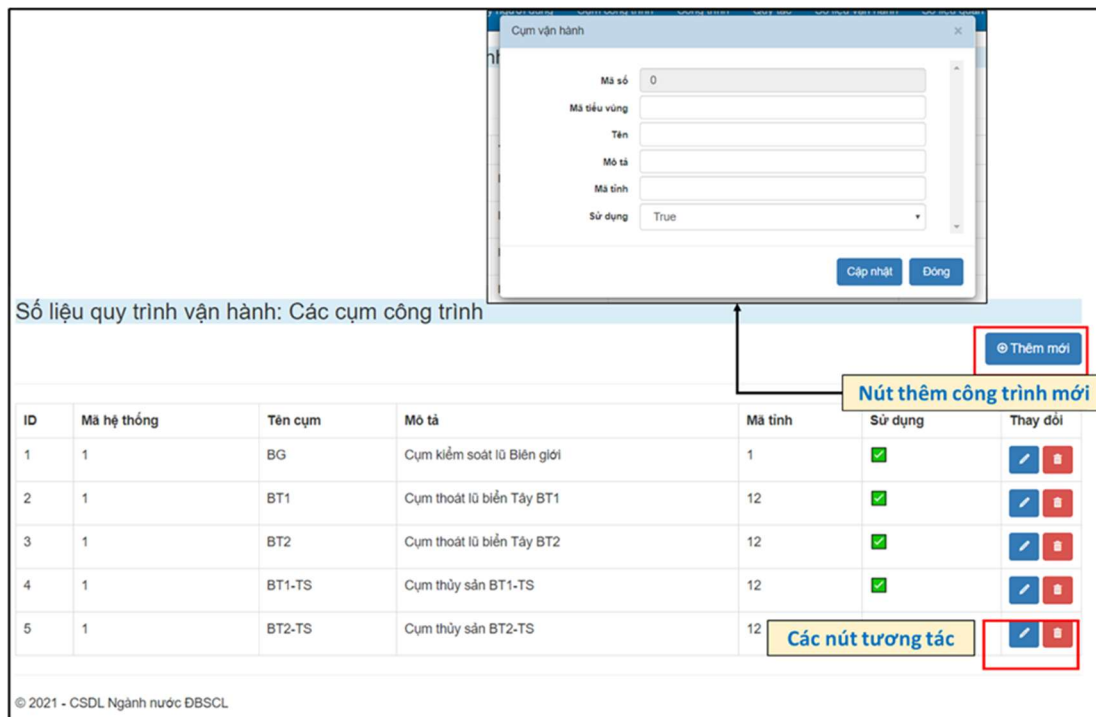 Cụm vận hành ×
Mã số 0
Mã tiểu vùng
Tên
Mô tả
Mã tỉnh
Sử dụng True
Cập nhật Đóng
Số liệu quy trình vận hành: Các cụm công trình
Thêm mới
Nút thêm công trình mới
ID Mã hệ thống Tên cụm Mô tả Mã tỉnh Sử dụng Thay đổi
1 1 BG Cụm kiểm soát lũ Biên giới 1
2 1 BT1 Cụm thoát lũ biển Tây BT1 12
3 1 BT2 Cụm thoát lũ biển Tây BT2 12
4 1 BT1-TS Cụm thủy sản BT1-TS 12
5 1 BT2-TS Cụm thủy sản BT2-TS 12
Các nút tương tác
© 2021 - CSDL Ngành nước ĐBSCL